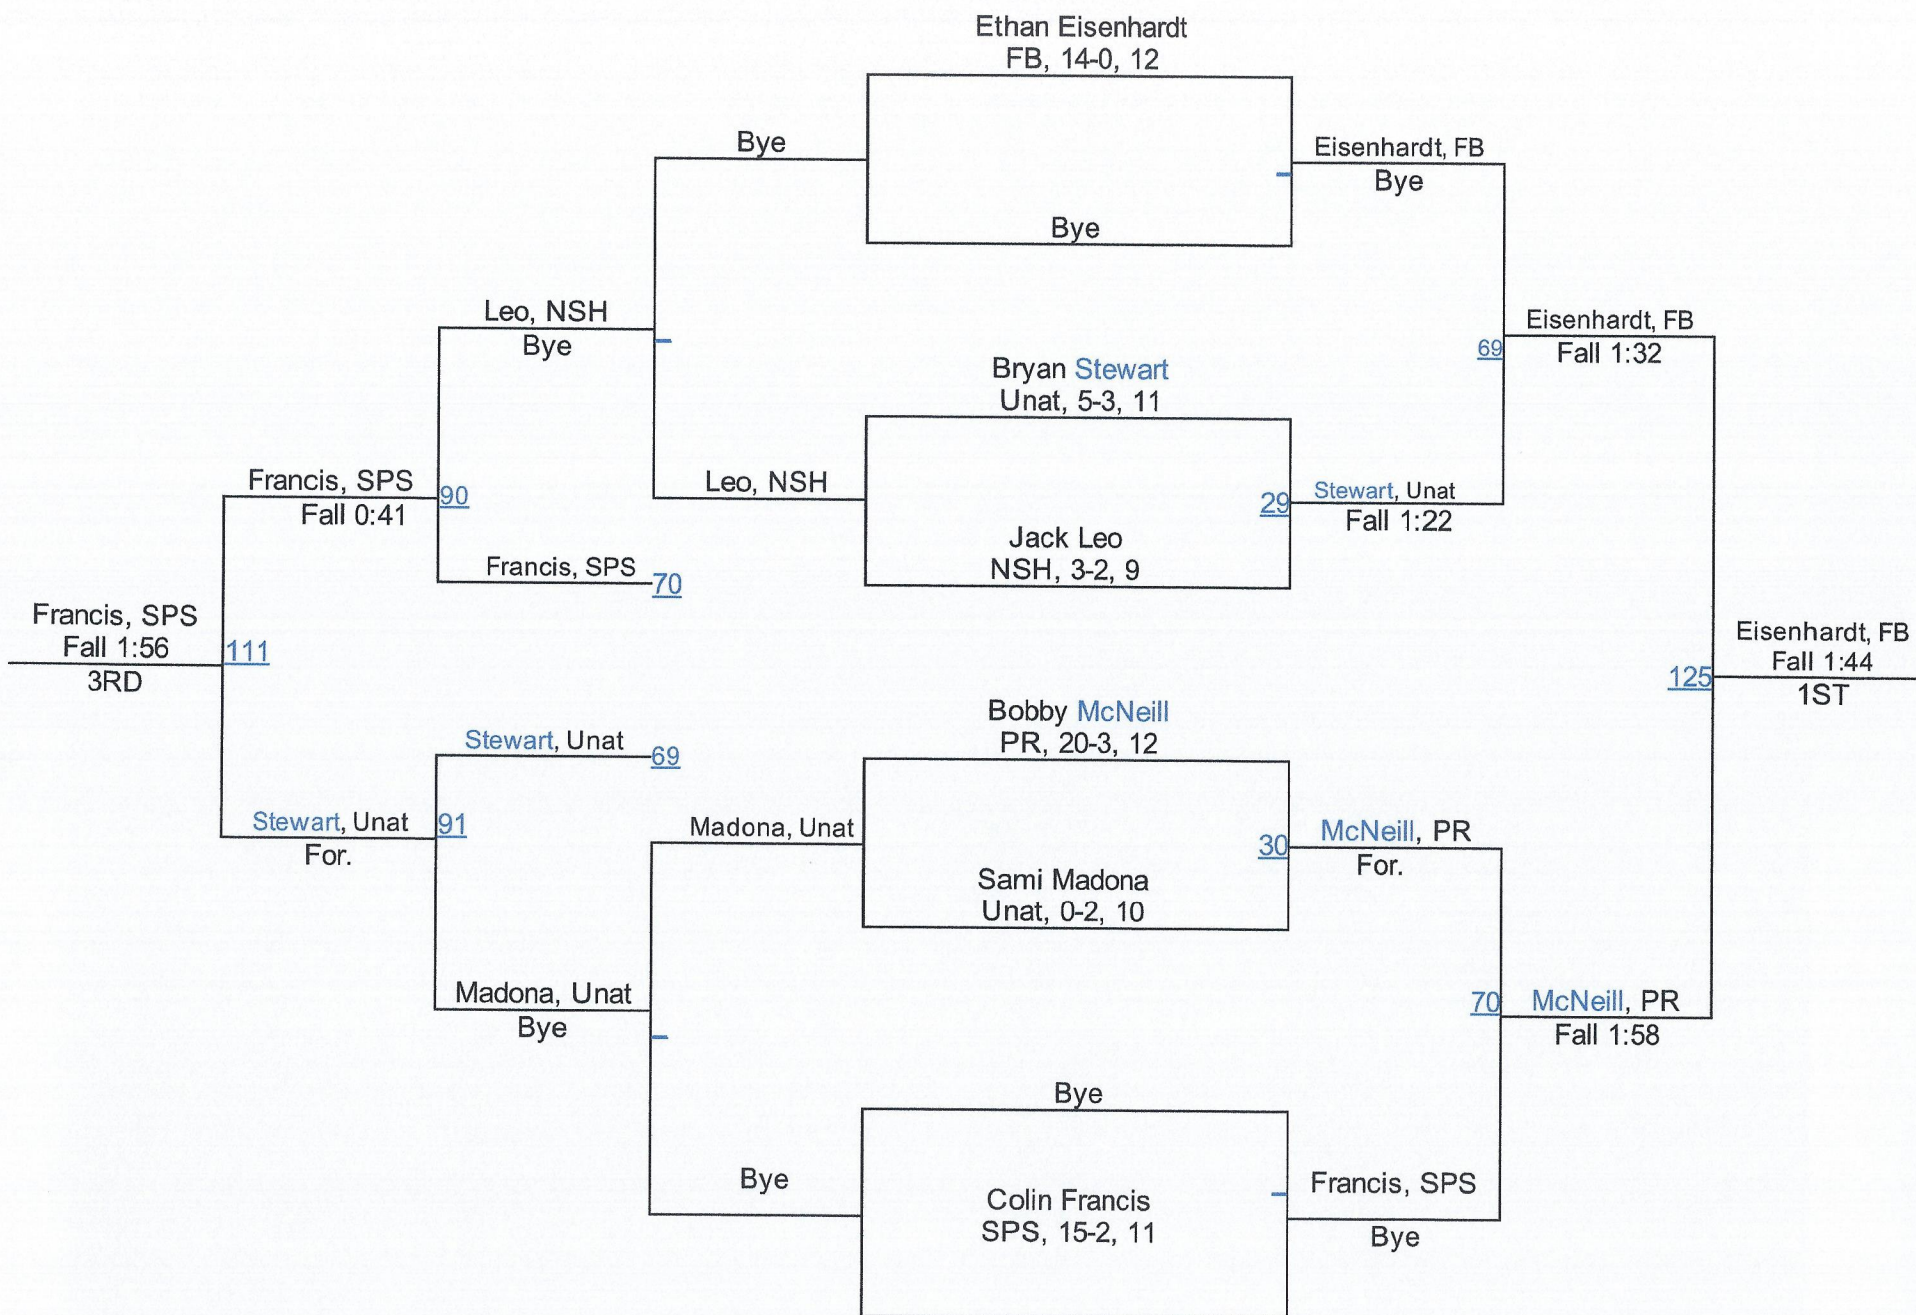 Ethan Eisenhardt
FB, 14-0, 12
Bye
Eisenhardt, FB
Bye
Bye
Leo, NSH
Bye
Eisenhardt, FB
69
Fall 1:32
Bryan Stewart
Unat, 5-3, 11
Francis, SPS
90
Fall 0:41
Leo, NSH
29
Stewart, Unat
Fall 1:22
Jack Leo
NSH, 3-2, 9
Francis, SPS
70
Francis, SPS
Fall 1:56
111
3RD
Eisenhardt, FB
Fall 1:44
125
1ST
Bobby McNeill
PR, 20-3, 12
Stewart, Unat
69
Stewart, Unat
91
For.
Madona, Unat
30
McNeill, PR
For.
Sami Madona
Unat, 0-2, 10
Madona, Unat
Bye
70
McNeill, PR
Fall 1:58
Bye
Bye
Francis, SPS
Bye
Colin Francis
SPS, 15-2, 11